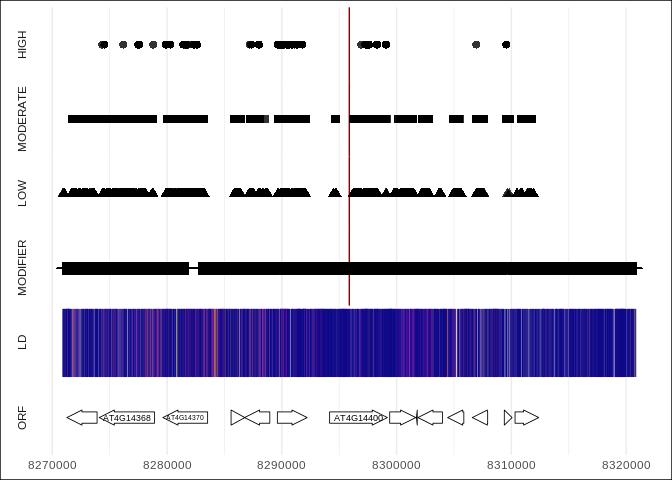 HIGH
MODERATE
LOW
MODIFIER
LD
ORF
AT4G14368
AT4G14370
AT4G14400
8270000
8280000
8290000
8300000
8310000
8320000